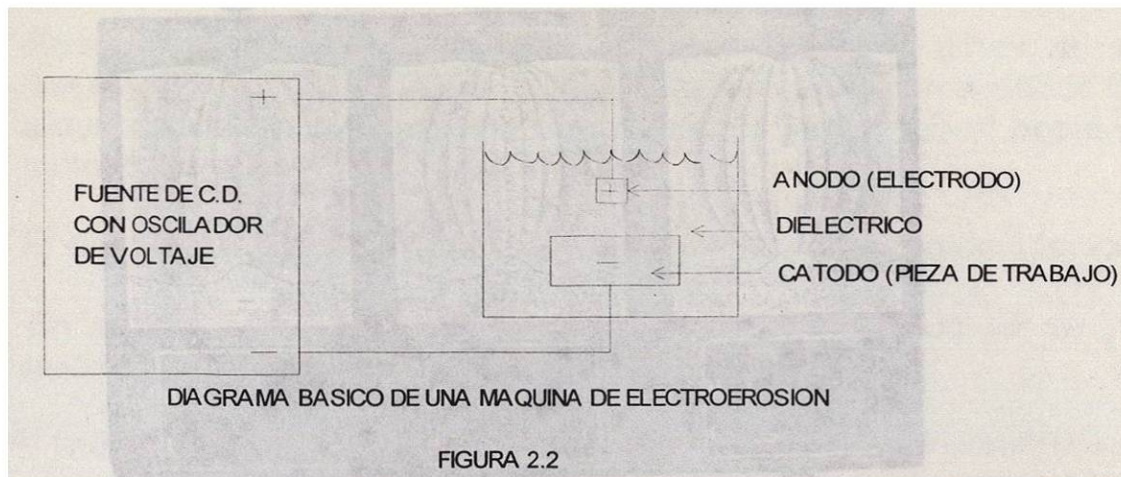 +
FUENTE DE C.D.
CON OSCILADOR
DE VOLTAJE
—
+
—
ANODO (ELECTRODO)
DIELECTRICO
CATODO (PIEZA DE TRABAJO)
DIAGRAMA BASICO DE UNA MAQUINA DE ELECTROEROSION
FIGURA 2.2